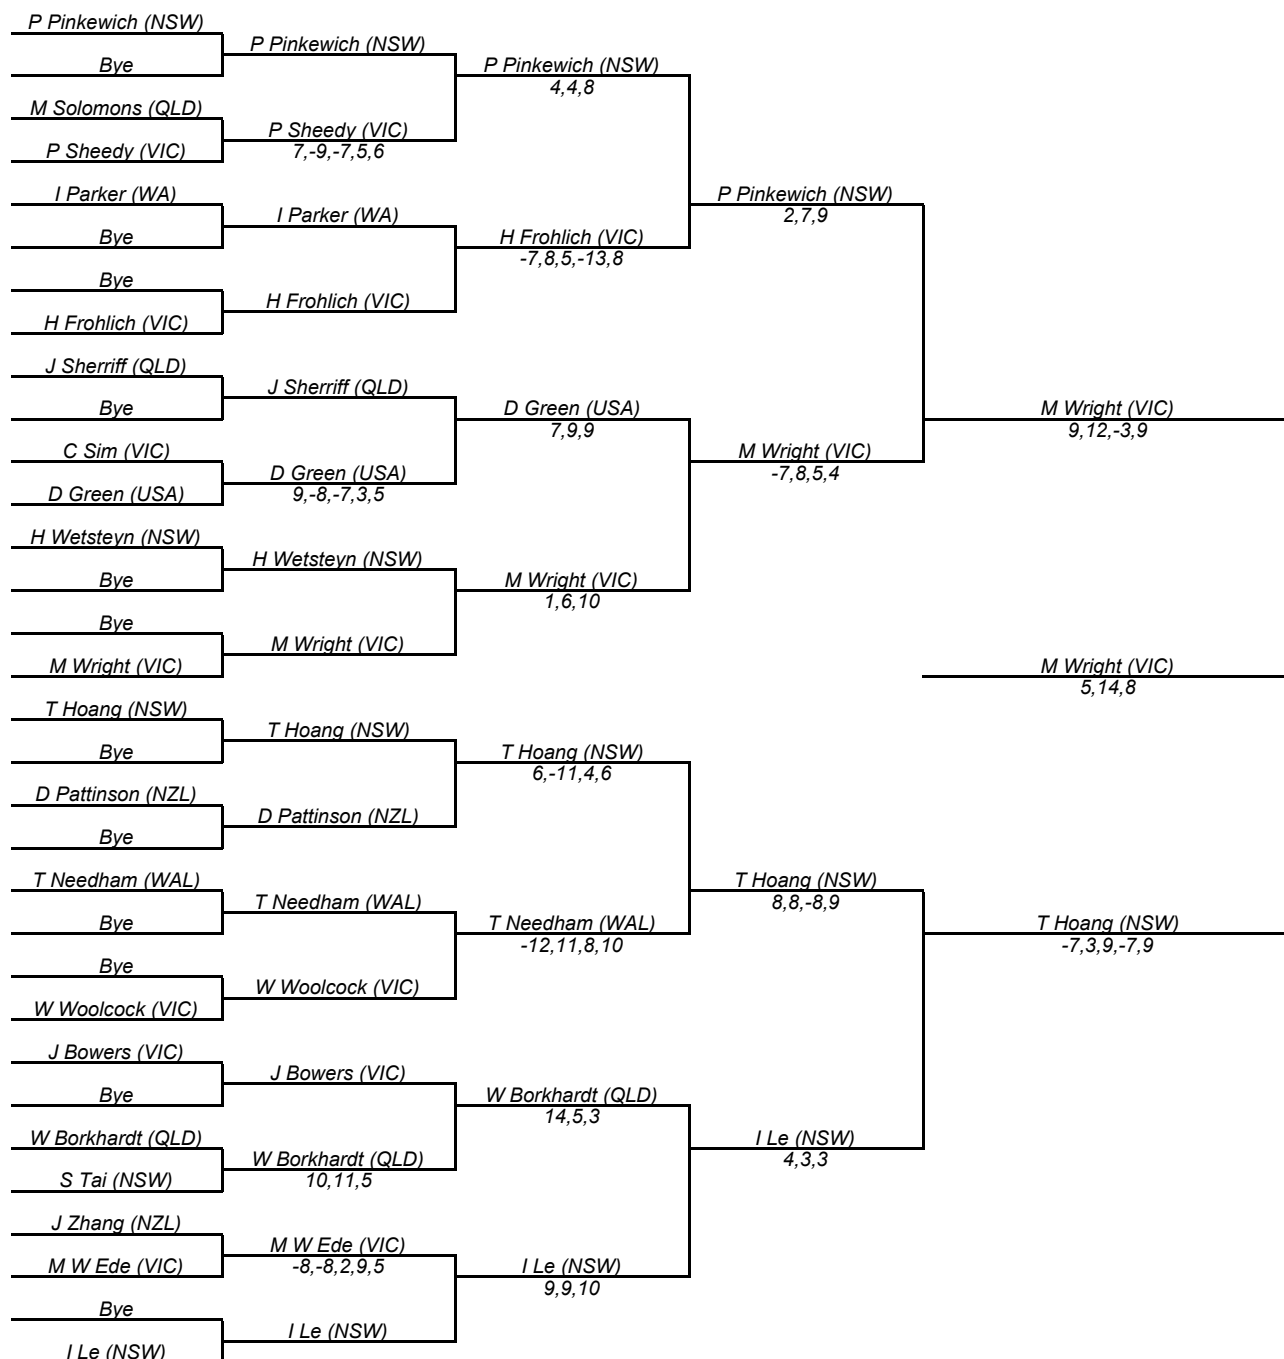 P Pinkewich (NSW)
Bye
M Solomons (QLD)
P Sheedy (VIC)
I Parker (WA)
Bye
Bye
H Frohlich (VIC)
J Sherriff (QLD)
Bye
C Sim (VIC)
D Green (USA)
H Wetsteyn (NSW)
Bye
Bye
M Wright (VIC)
T Hoang (NSW)
Bye
D Pattinson (NZL)
Bye
T Needham (WAL)
Bye
Bye
W Woolcock (VIC)
J Bowers (VIC)
Bye
W Borkhardt (QLD)
S Tai (NSW)
J Zhang (NZL)
M W Ede (VIC)
Bye
I Le (NSW)
P Pinkewich (NSW)
P Sheedy (VIC)
7,-9,-7,5,6
I Parker (WA)
H Frohlich (VIC)
J Sherriff (QLD)
D Green (USA)
9,-8,-7,3,5
H Wetsteyn (NSW)
M Wright (VIC)
T Hoang (NSW)
D Pattinson (NZL)
T Needham (WAL)
W Woolcock (VIC)
J Bowers (VIC)
W Borkhardt (QLD)
10,11,5
M W Ede (VIC)
-8,-8,2,9,5
I Le (NSW)
P Pinkewich (NSW)
4,4,8
H Frohlich (VIC)
-7,8,5,-13,8
D Green (USA)
7,9,9
M Wright (VIC)
1,6,10
T Hoang (NSW)
6,-11,4,6
T Needham (WAL)
-12,11,8,10
W Borkhardt (QLD)
14,5,3
I Le (NSW)
9,9,10
P Pinkewich (NSW)
2,7,9
M Wright (VIC)
-7,8,5,4
T Hoang (NSW)
8,8,-8,9
I Le (NSW)
4,3,3
M Wright (VIC)
9,12,-3,9
M Wright (VIC)
5,14,8
T Hoang (NSW)
-7,3,9,-7,9